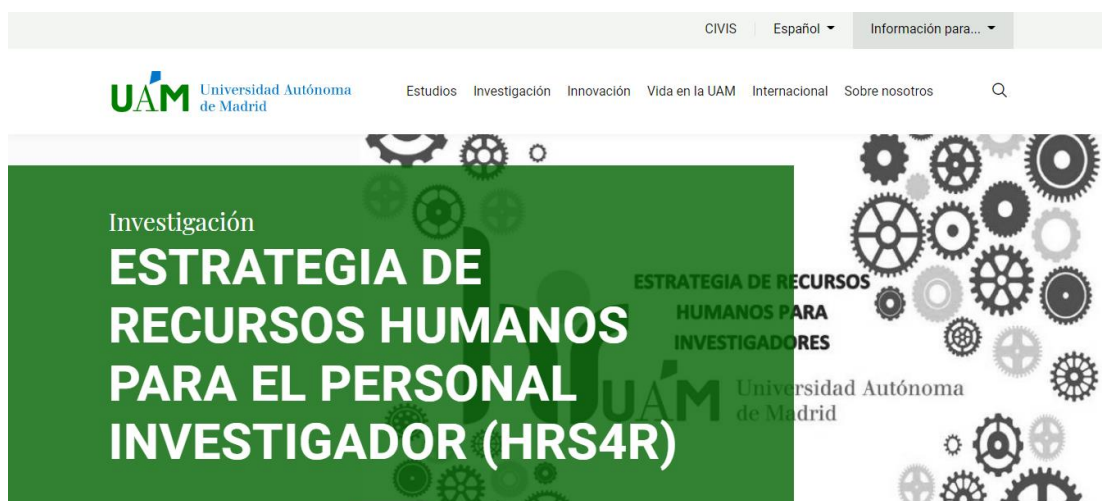 CIVIS Español Información para...
UAM Universidad Autónoma
de Madrid
Estudios Investigación Innovación Vida en la UAM Internacional Sobre nosotros
Investigación
ESTRATEGIA DE
RECURSOS HUMANOS
PARA EL PERSONAL
INVESTIGADOR (HRS4R)
ESTRATEGIA DE RECURSOS
HUMANOS PARA
INVESTIGADORES
hr
UAM Universidad Autónoma
de Madrid